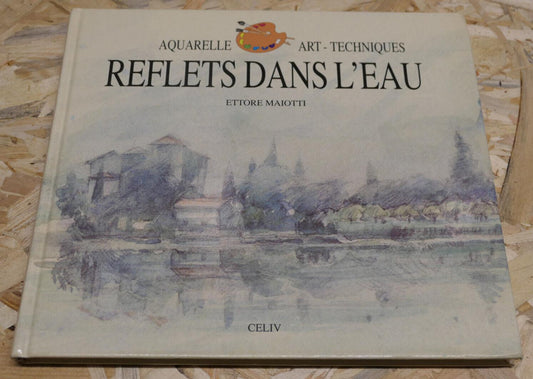 AQUARELLE ART - TECHNIQUES
REFLETS DANS L'EAU
ETTORE MAIOTTI
CELIV